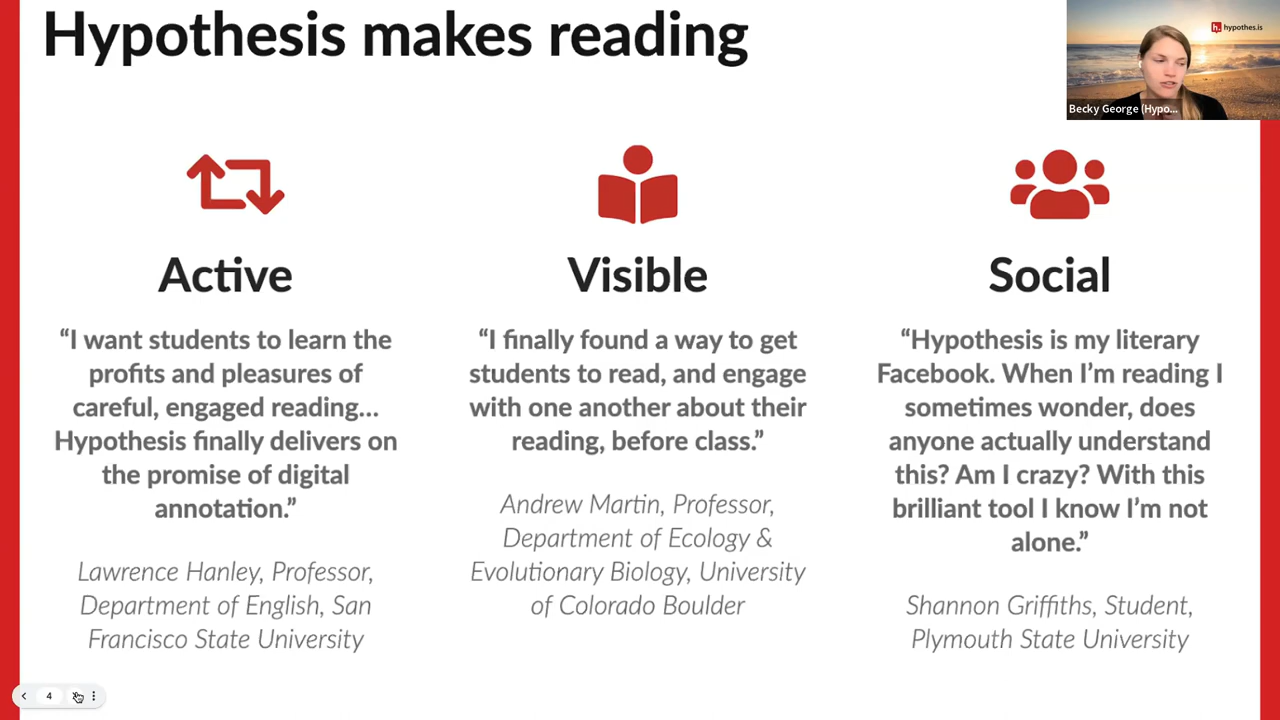 Hypothesis makes reading
hypothes.is
Becky George (Hypo...
Active
“I want students to learn the
profits and pleasures of
careful, engaged reading...
Hypothesis finally delivers on
the promise of digital
annotation.”
Lawrence Hanley, Professor,
Department of English, San
Francisco State University
Visible
“I finally found a way to get
students to read, and engage
with one another about their
reading, before class.”
Andrew Martin, Professor,
Department of Ecology &
Evolutionary Biology, University
of Colorado Boulder
Social
“Hypothesis is my literary
Facebook. When I’m reading I
sometimes wonder, does
anyone actually understand
this? Am I crazy? With this
brilliant tool I know I’m not
alone.”
Shannon Griffiths, Student,
Plymouth State University
4